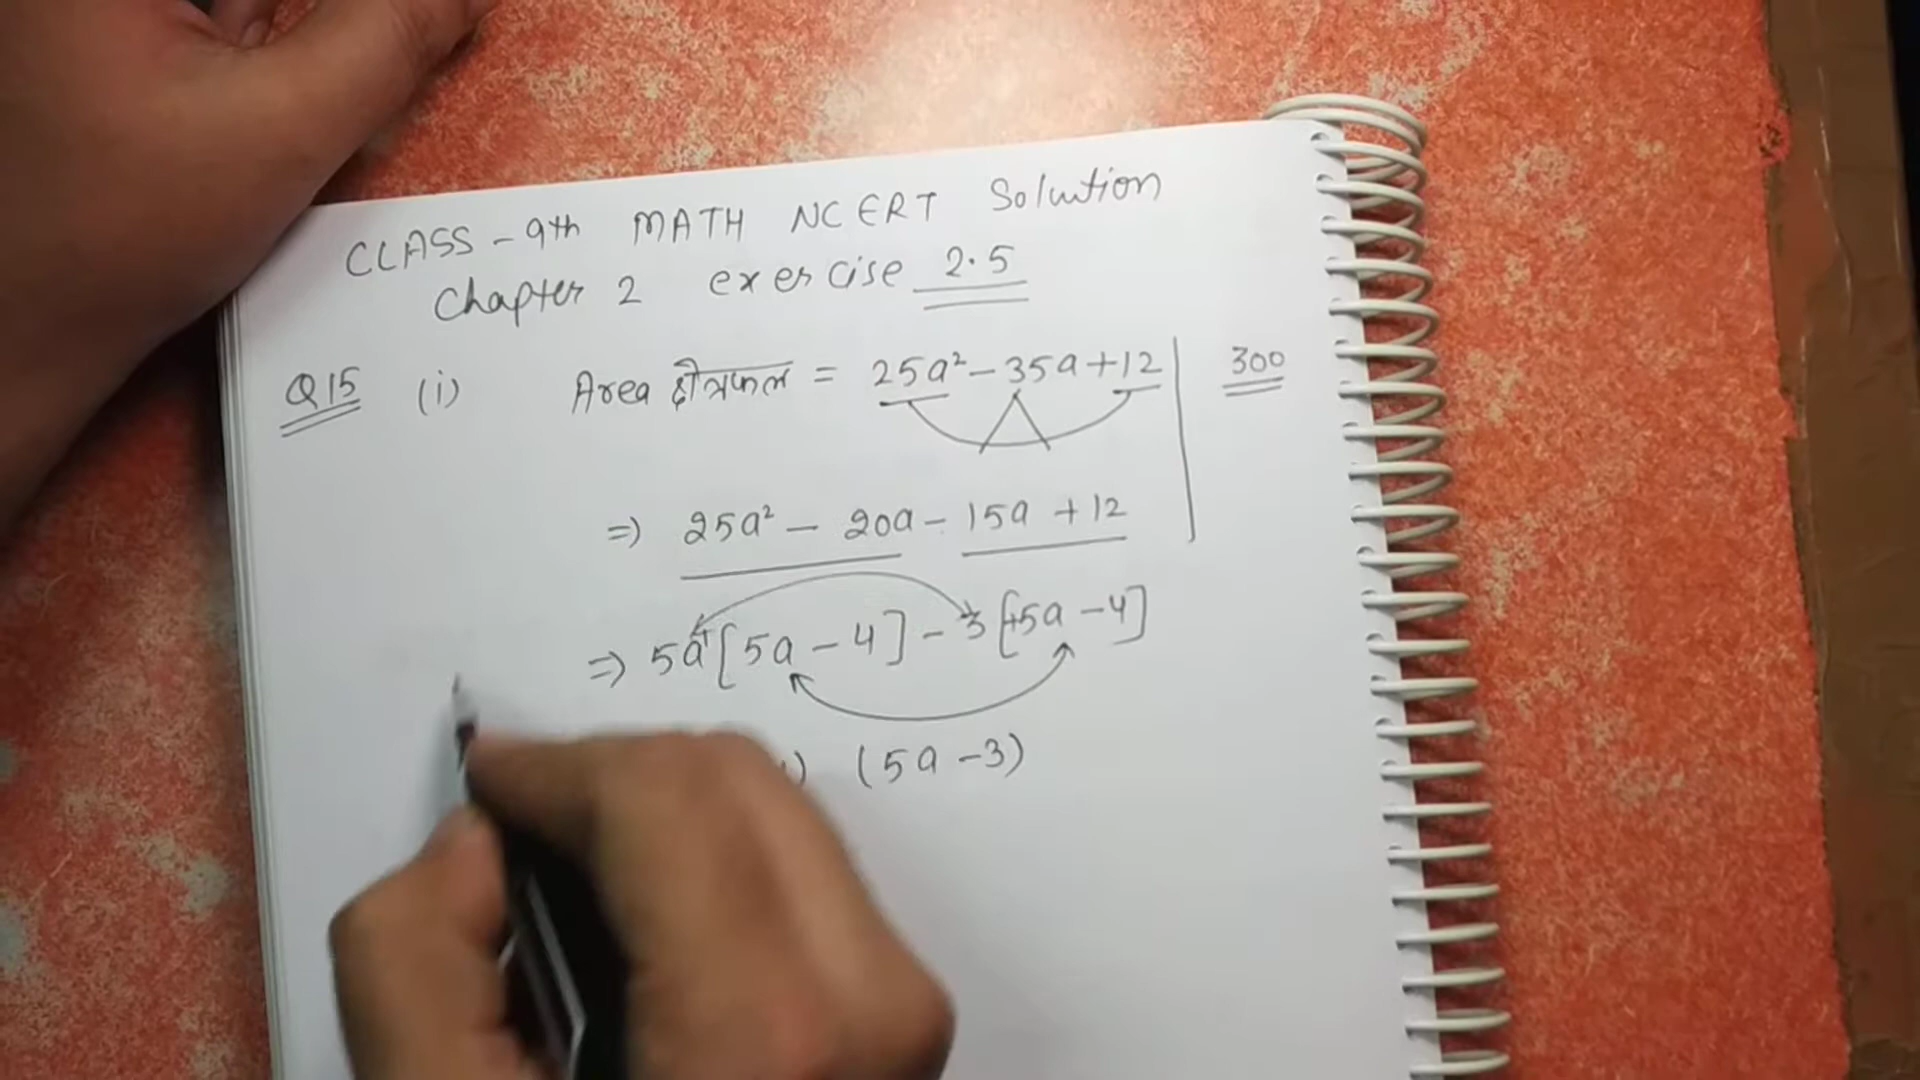 CLASS - 9th MATH NCERT Solution
Chapter 2 exercise 2.5
Q15 (i) Area क्षेत्रफल = 25a² - 35a + 12 300
=) 25a² - 20a - 15a + 12
=) 5a [5a - 4] - 3 [+5a - 4]
) (5a - 3)